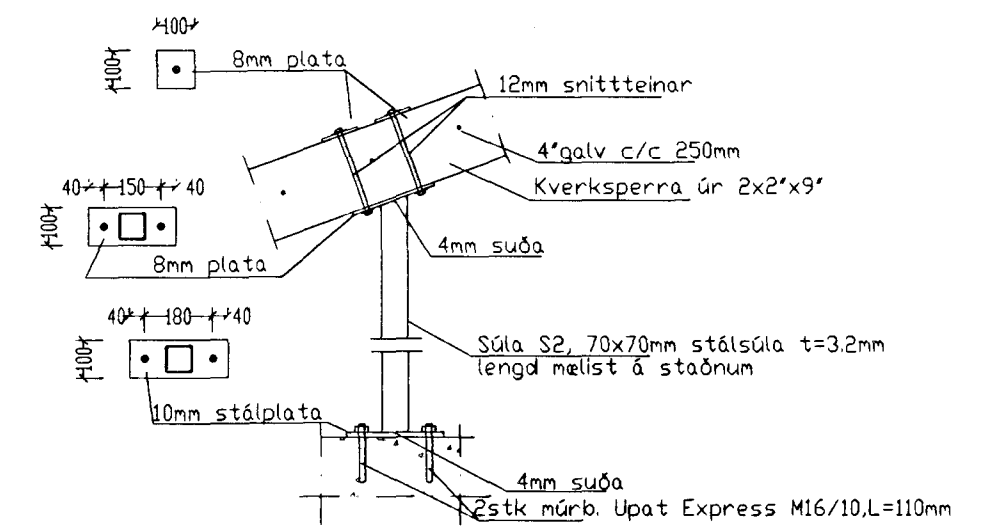 100
100
8mm plata
12mm snittteinar
4"galv c/c 250mm
Kverksperra úr 2x2"x9"
40 150 40
100
4mm suða
8mm plata
40 180 40
100
Súla S2, 70x70mm stálsúla t=3.2mm
lengd mælist á staðnum
10mm stálplata
4mm suða
2stk múrb. Upat Express M16/10,L=110mm